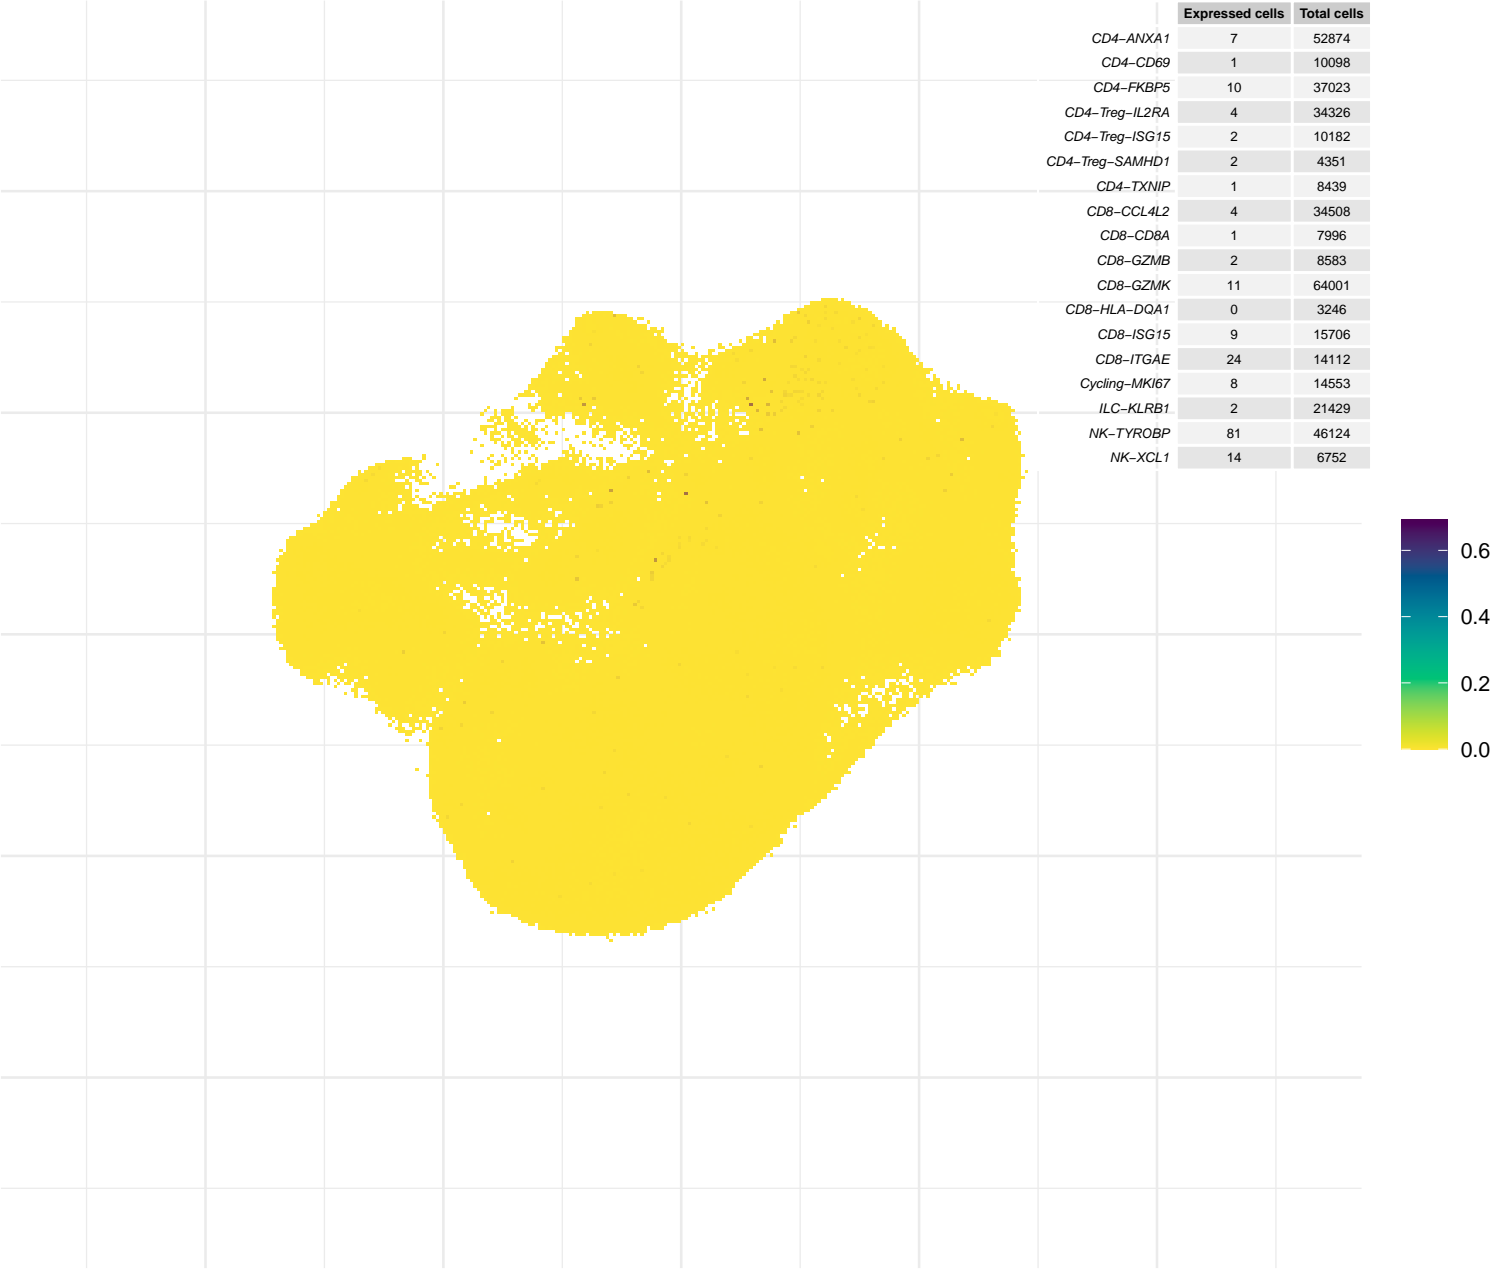 Expressed cells Total cells
CD4−ANXA1 7 52874
CD4−CD69 1 10098
CD4−FKBP5 10 37023
CD4−Treg−IL2RA 4 34326
CD4−Treg−ISG15 2 10182
CD4−Treg−SAMHD1 2 4351
CD4−TXNIP 1 8439
CD8−CCL4L2 4 34508
CD8−CD8A 1 7996
CD8−GZMB 2 8583
CD8−GZMK 11 64001
CD8−HLA−DQA1 0 3246
CD8−ISG15 9 15706
CD8−ITGAE 24 14112
Cycling−MKI67 8 14553
ILC−KLRB1 2 21429
NK−TYROBP 81 46124
NK−XCL1 14 6752
0.6
0.4
0.2
0.0